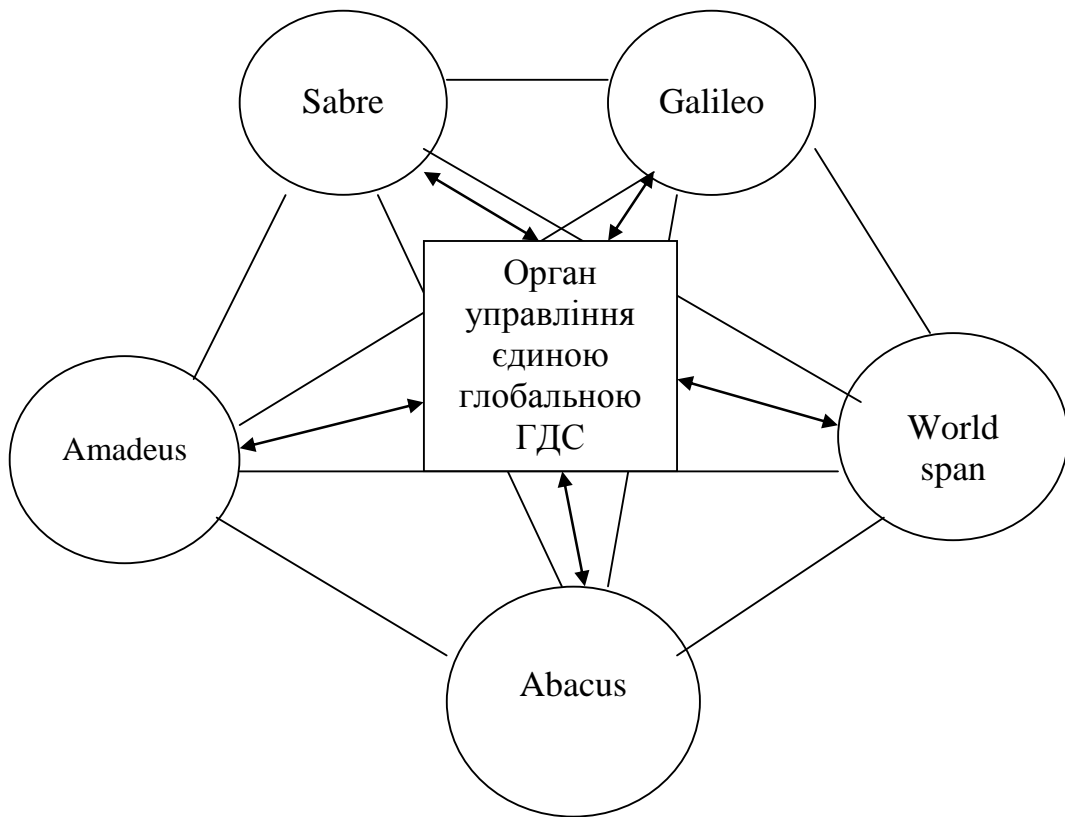 Sabre
Galileo
Орган
управління
єдиною
глобальною
ГДС
Amadeus
World
span
Abacus